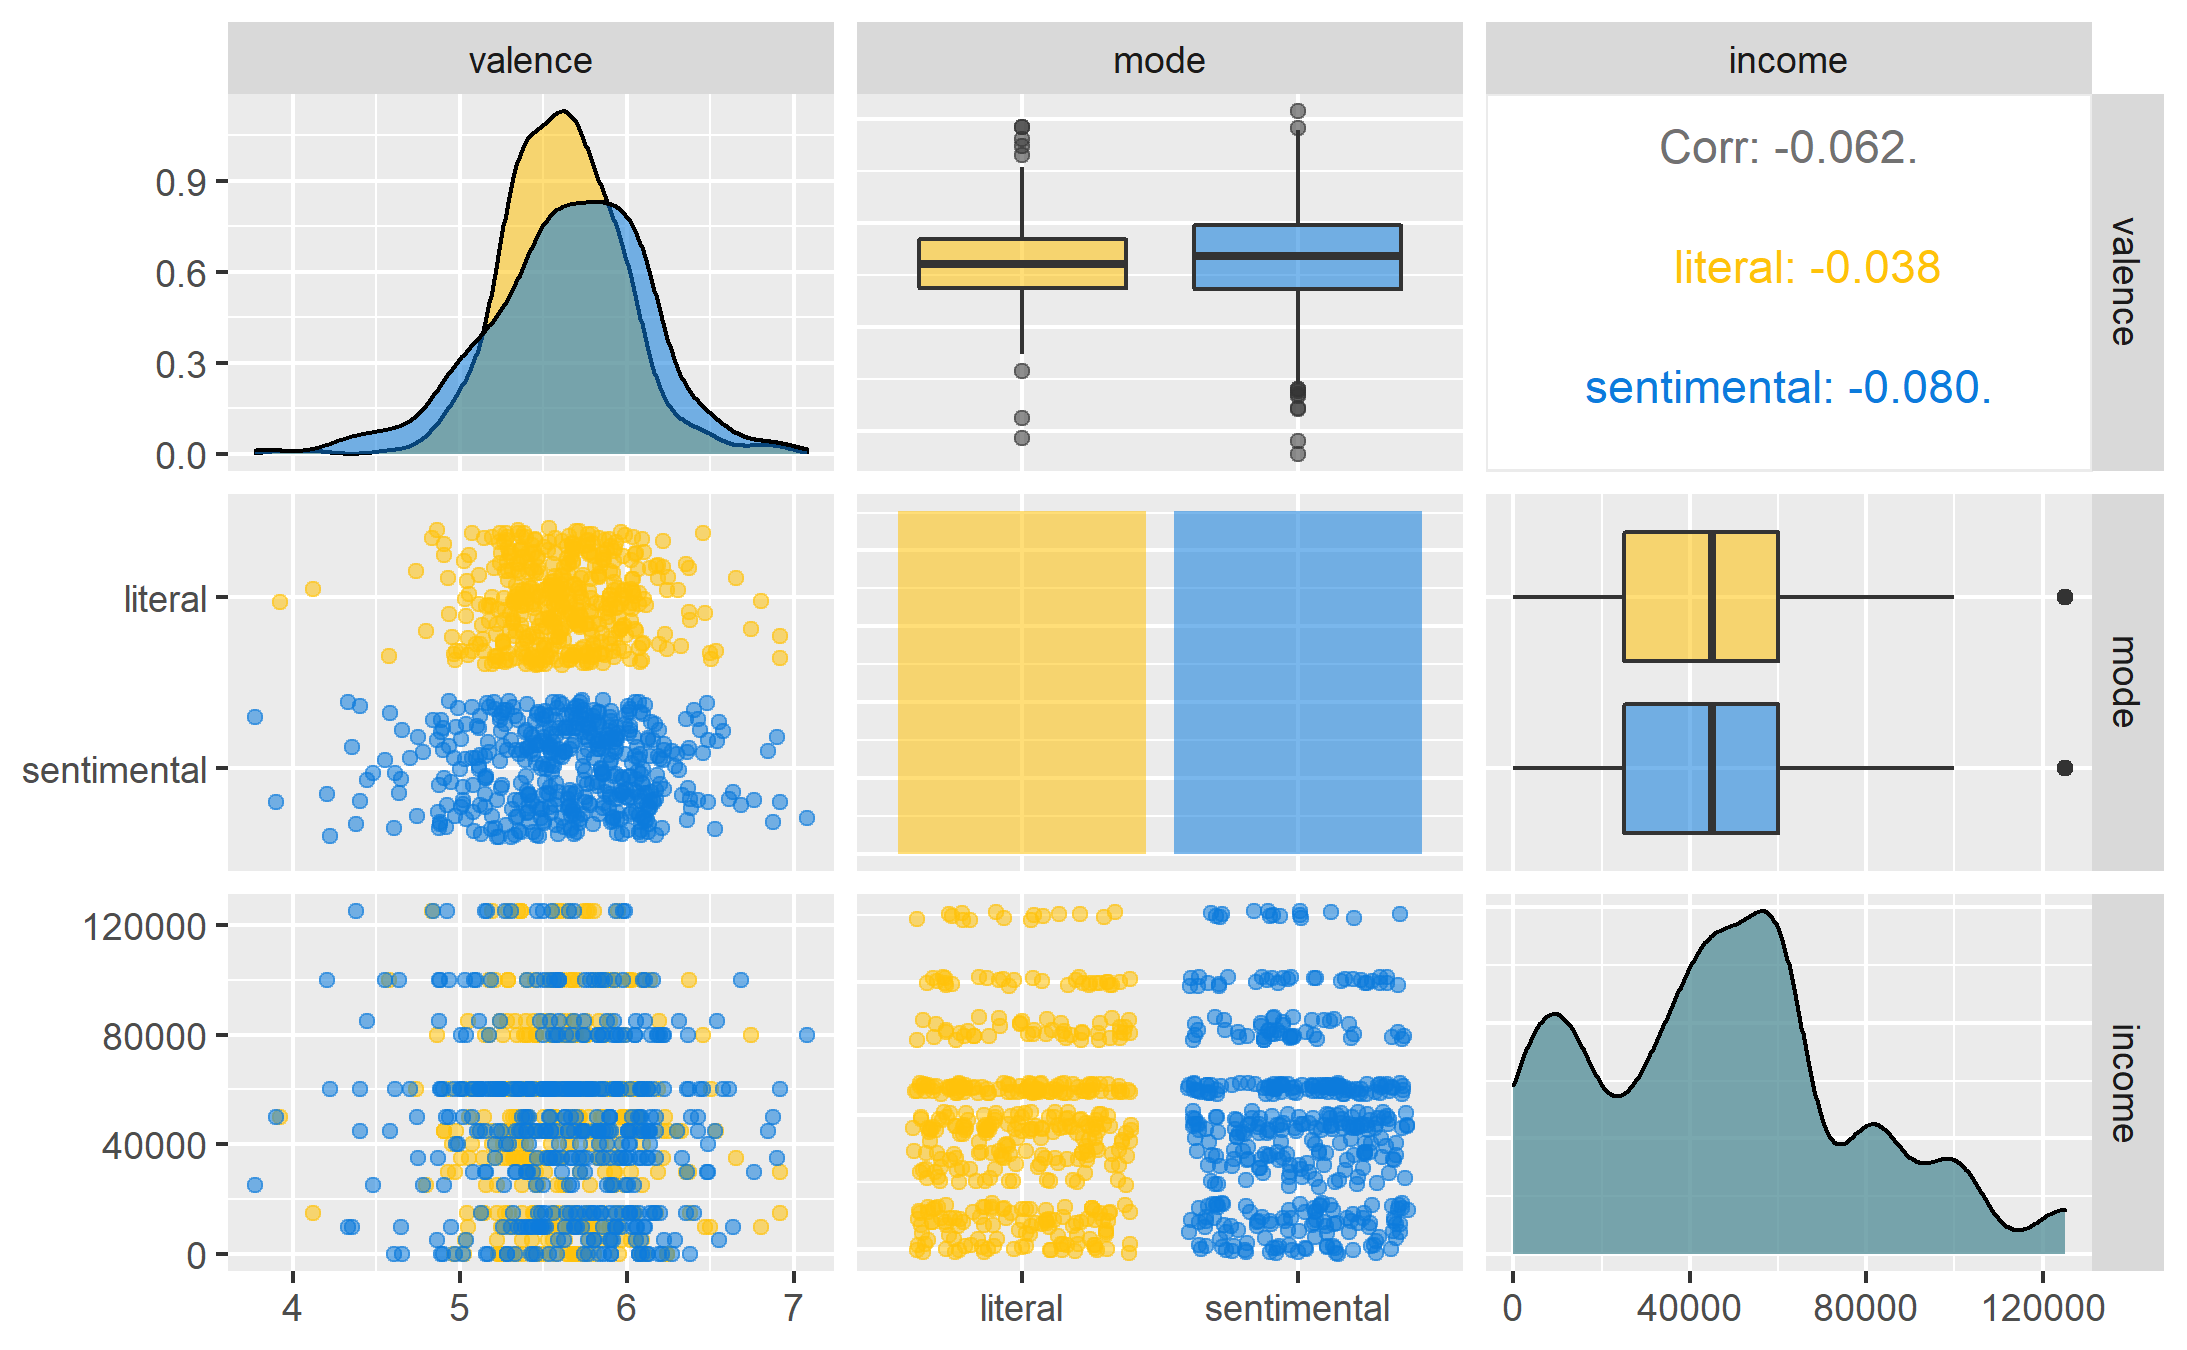 valence
mode
income
0.9
0.6
0.3
0.0
Corr: -0.062.
literal: -0.038
sentimental: -0.080.
valence
literal
sentimental
mode
120000
80000
40000
0
income
4 5 6 7
literal sentimental
0 40000 80000 120000